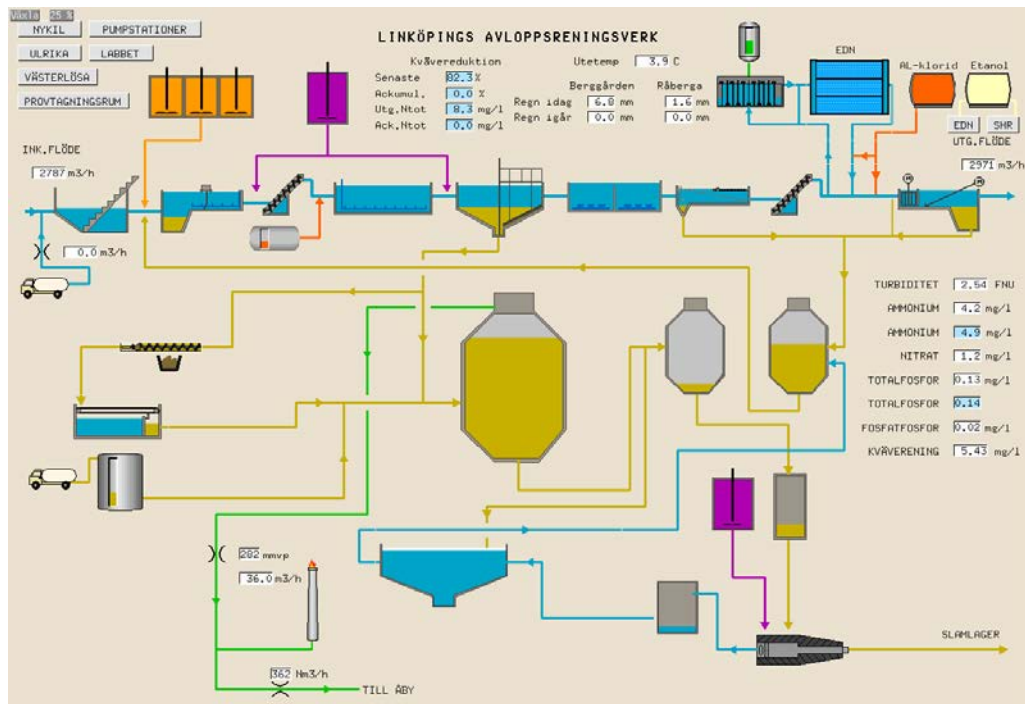 Växla 25 %
NYKIL
PUMPSTATIONER
ULRIKA
LABBET
VÄSTERLÖSA
PROVTAGNINGSRUM
LINKÖPINGS AVLOPPSRENINGSVERK
Kvävereduktion
Senaste 82.3 %
Ackumul. 0.0 %
Utg.Ntot 8.3 mg/l
Ack.Ntot 0.0 mg/l
Utetemp 3.9 C
Berggården Råberga
Regn idag 6.8 mm 1.6 mm
Regn igår 0.0 mm 0.0 mm
EDN
AL-klorid Etanol
EDN SHR
INK.FLÖDE
2787 m3/h
UTG.FLÖDE
2971 m3/h
M
M
0.0 m3/h
TURBIDITET 2.54 FNU
AMMONIUM 4.2 mg/l
AMMONIUM 4.9 mg/l
NITRAT 1.2 mg/l
TOTALFOSFOR 0.13 mg/l
TOTALFOSFOR 0.14
FOSFATFOSFOR 0.02 mg/l
KVÄVERENING 5.43 mg/l
282 mmvp
36.0 m3/h
362 Nm3/h
TILL ÅBY
SLAMLAGER